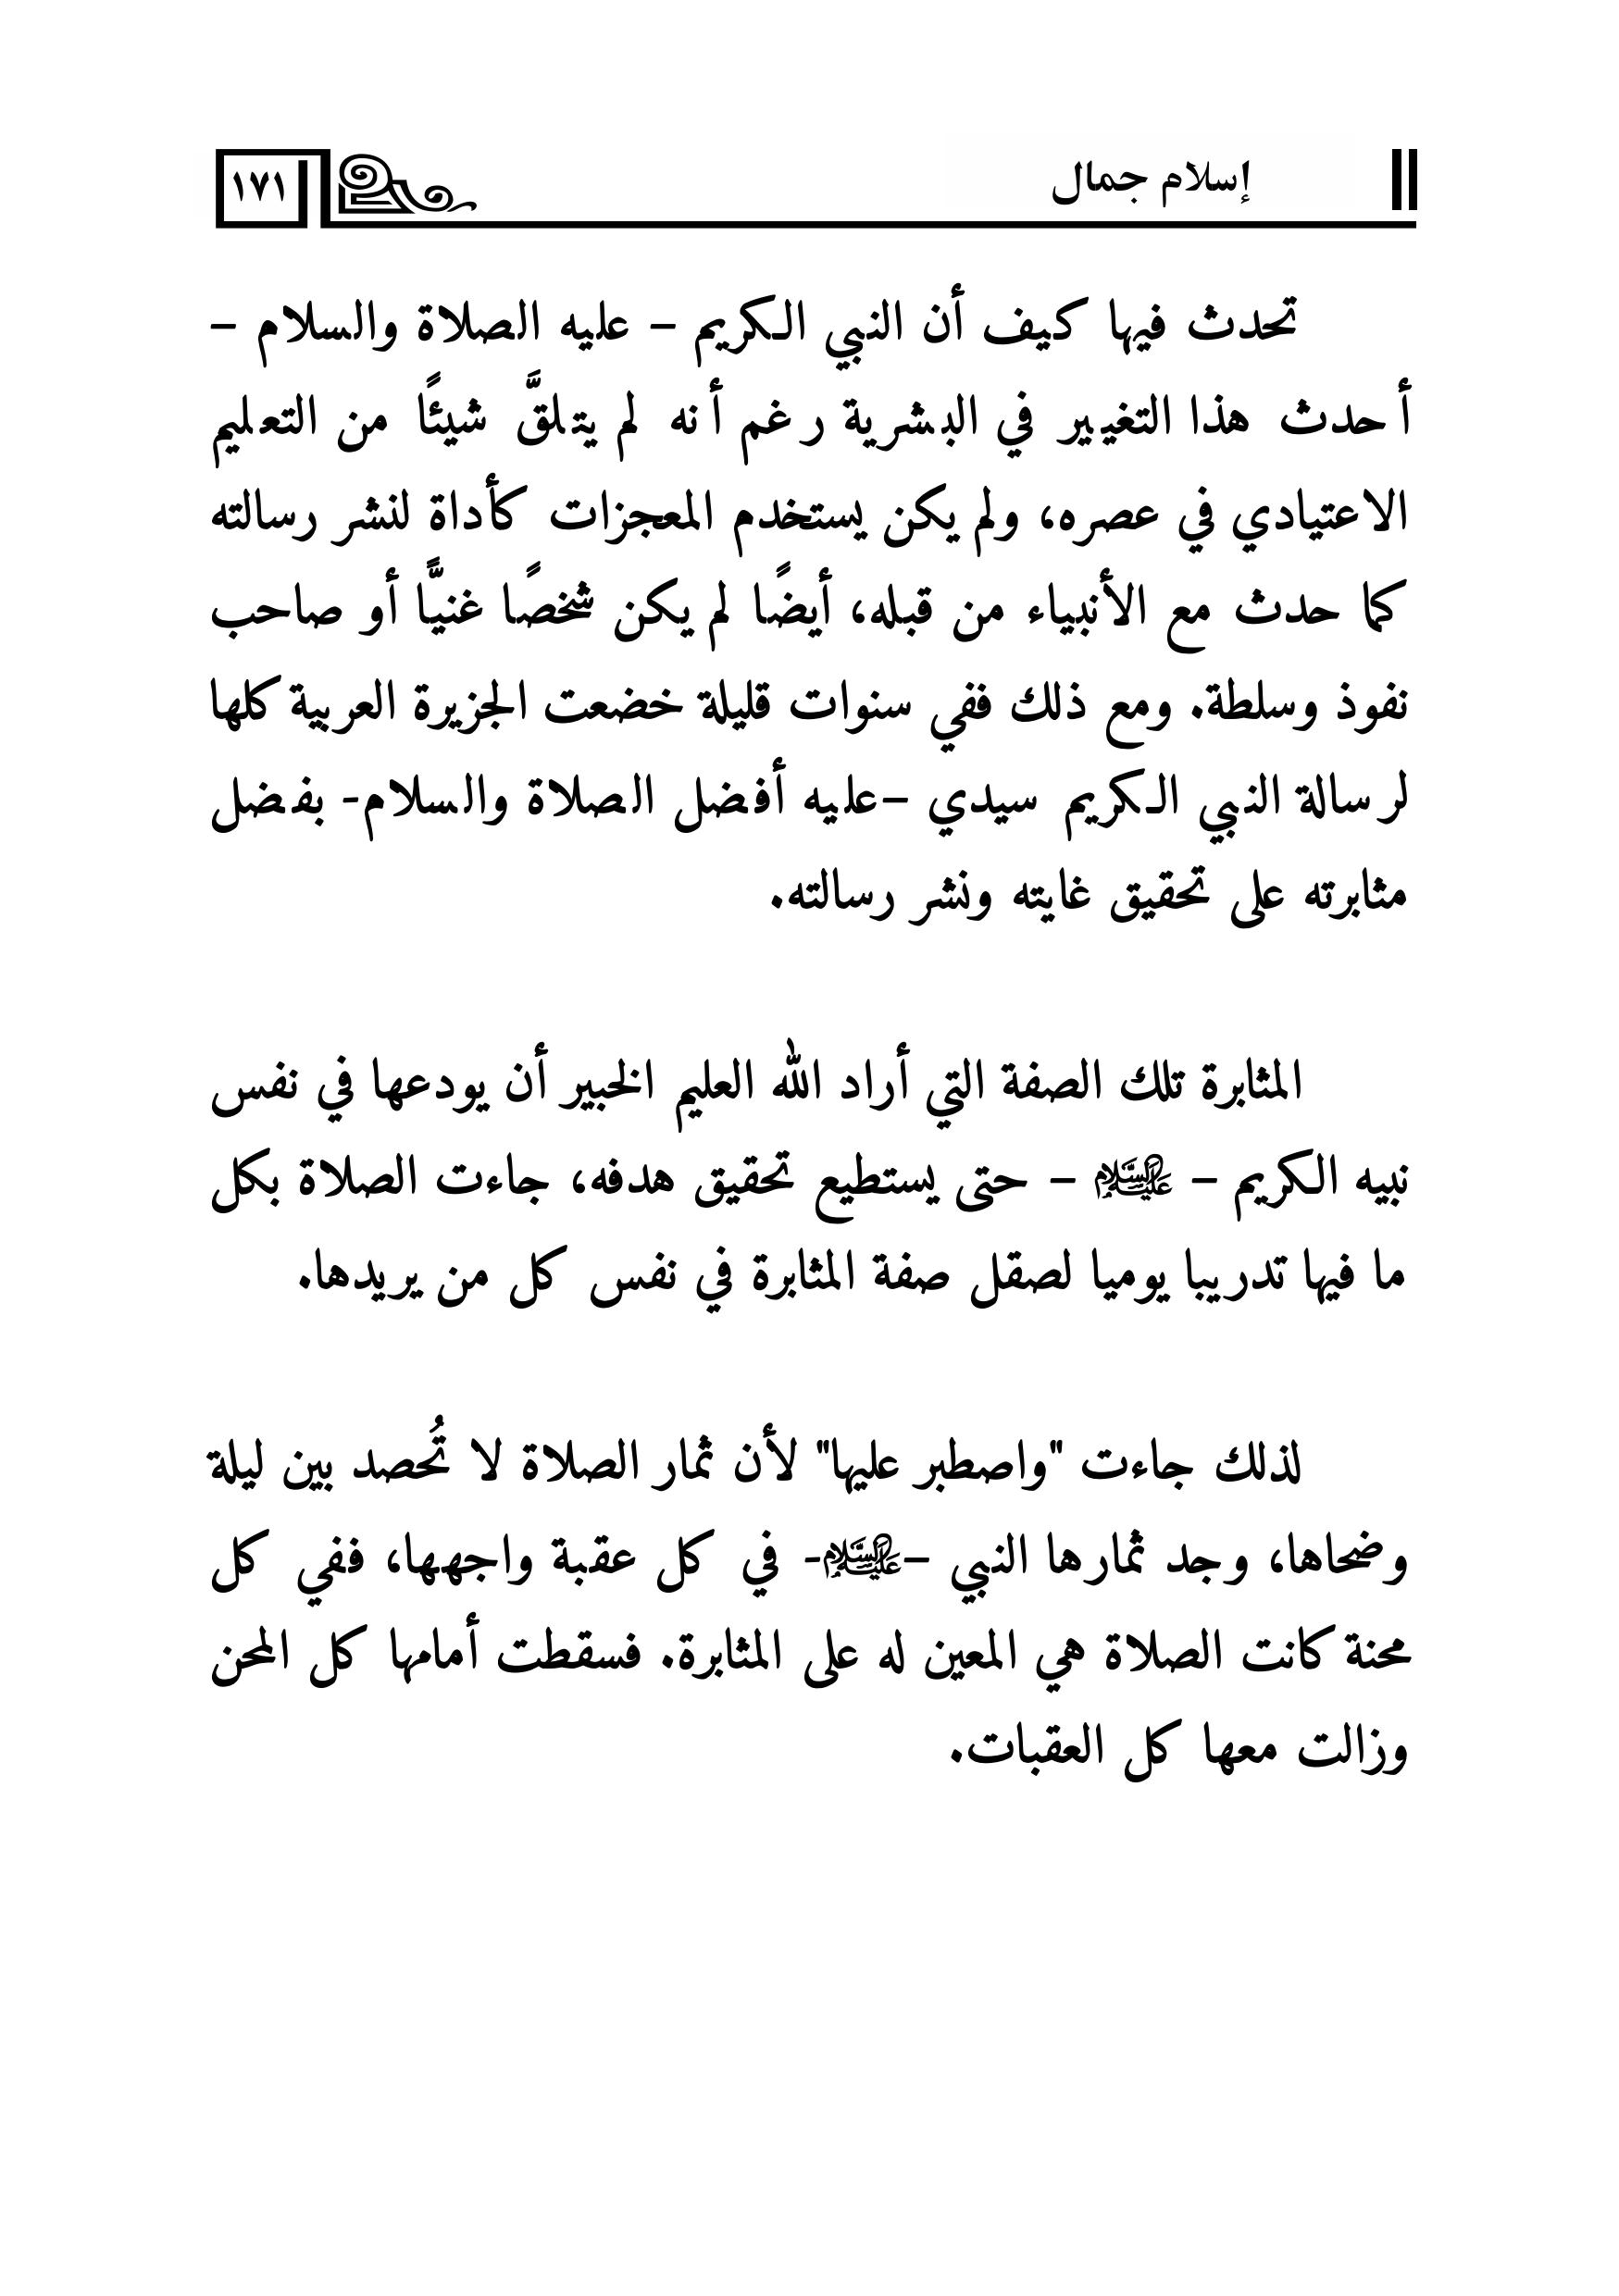 إسلام جمال
١٧١
تحدث فيها كيف أن النبي الكريم – عليه الصلاة والسلام –
أحدث هذا التغيير في البشرية رغم أنه لم يتلقَّ شيئًا من التعليم
الاعتيادي في عصره، ولم يكن يستخدم المعجزات كأداة لنشر رسالته
كما حدث مع الأنبياء من قبله، أيضًا لم يكن شخصًا غنيًّا أو صاحب
نفوذ وسلطة. ومع ذلك ففي سنوات قليلة خضعت الجزيرة العربية كلها
لرسالة النبي الكريم سيدي –عليه أفضل الصلاة والسلام- بفضل
مثابرته على تحقيق غايته ونشر رسالته.
المثابرة تلك الصفة التي أراد الله العليم الخبير أن يودعها في نفس
نبيه الكريم – عليه السلام – حتى يستطيع تحقيق هدفه، جاءت الصلاة بكل
ما فيها تدريبا يوميا لصقل صفة المثابرة في نفس كل من يريدها.
لذلك جاءت "واصطبر عليها" لأن ثمار الصلاة لا تُحصد بين ليلة
وضحاها، وجد ثمارها النبي –عليه السلام- في كل عقبة واجهها، ففي كل
محنة كانت الصلاة هي المعين له على المثابرة. فسقطت أمامها كل المحن
وزالت معها كل العقبات.